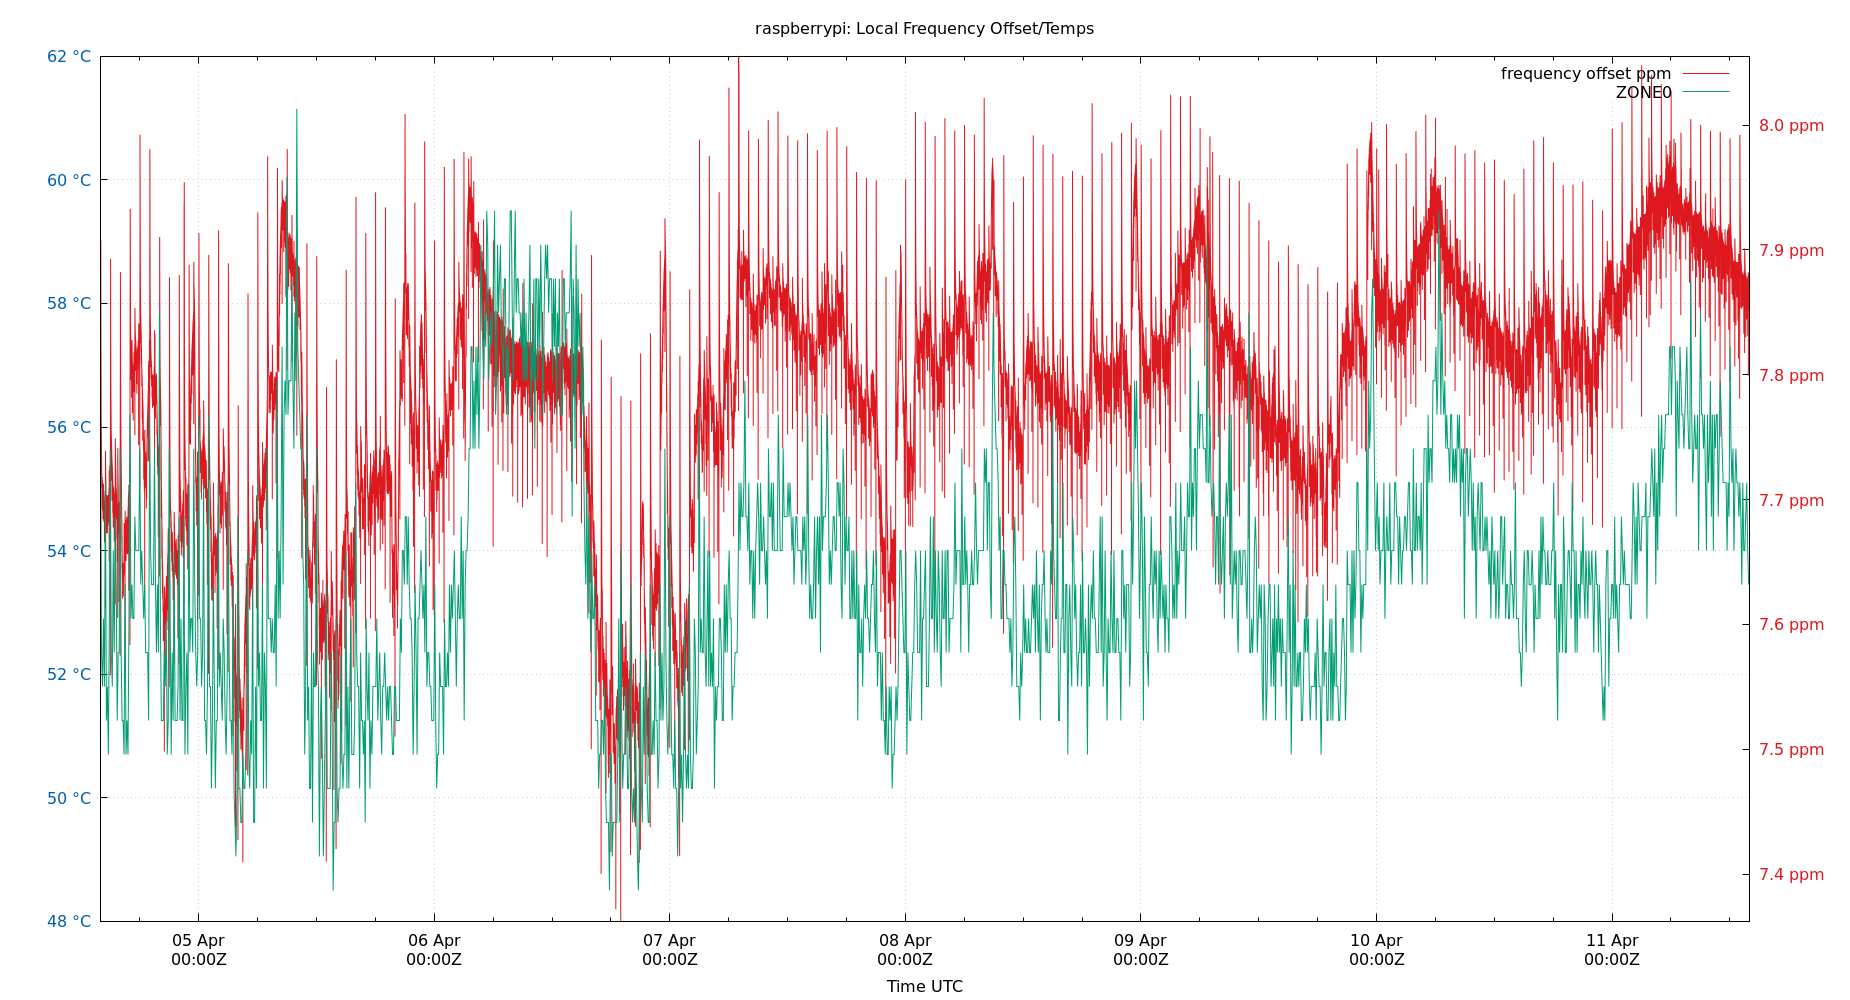 raspberrypi: Local Frequency Offset/Temps
frequency offset ppm
ZONE0
62 °C
60 °C
58 °C
56 °C
54 °C
52 °C
50 °C
48 °C
8.0 ppm
7.9 ppm
7.8 ppm
7.7 ppm
7.6 ppm
7.5 ppm
7.4 ppm
05 Apr
00:00Z
06 Apr
00:00Z
07 Apr
00:00Z
08 Apr
00:00Z
09 Apr
00:00Z
10 Apr
00:00Z
11 Apr
00:00Z
Time UTC